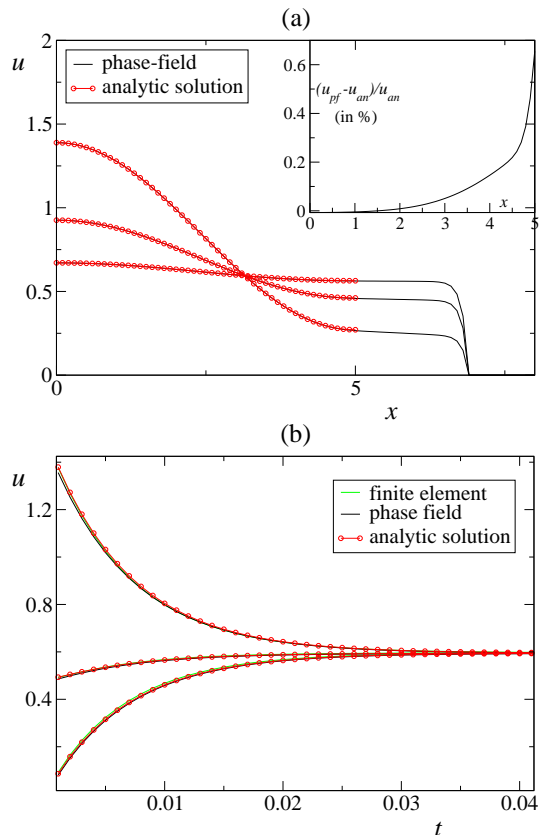 (a)
2
u
phase-field
analytic solution
1.5
1
0.5
0
0
5
x
0.6
(u_pf-u_an)/u_an
(in %)
0.4
0.2
0
x
0 1 2 3 4 5
(b)
u
finite element
phase field
analytic solution
1.2
0.8
0.4
0.01 0.02 0.03 0.04
t